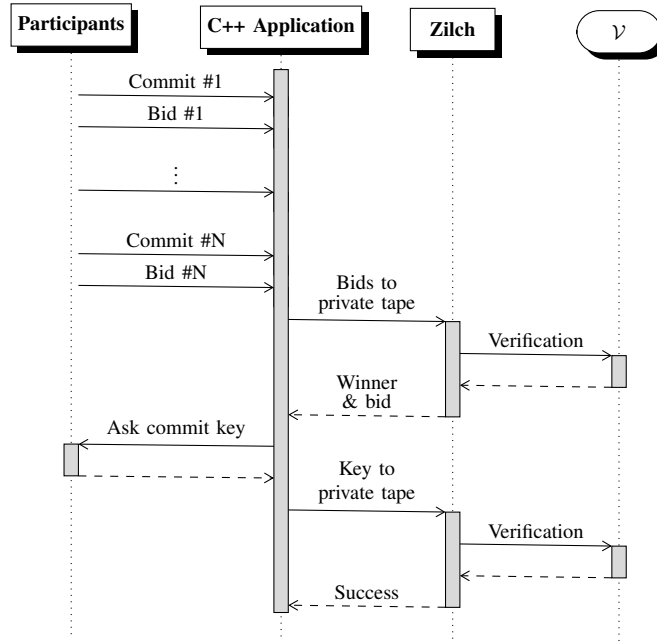 Participants
C++ Application
Zilch
𝒱
Commit #1
Bid #1
⋮
Commit #N
Bid #N
Bids to
private tape
Verification
Winner
& bid
Ask commit key
Key to
private tape
Verification
Success